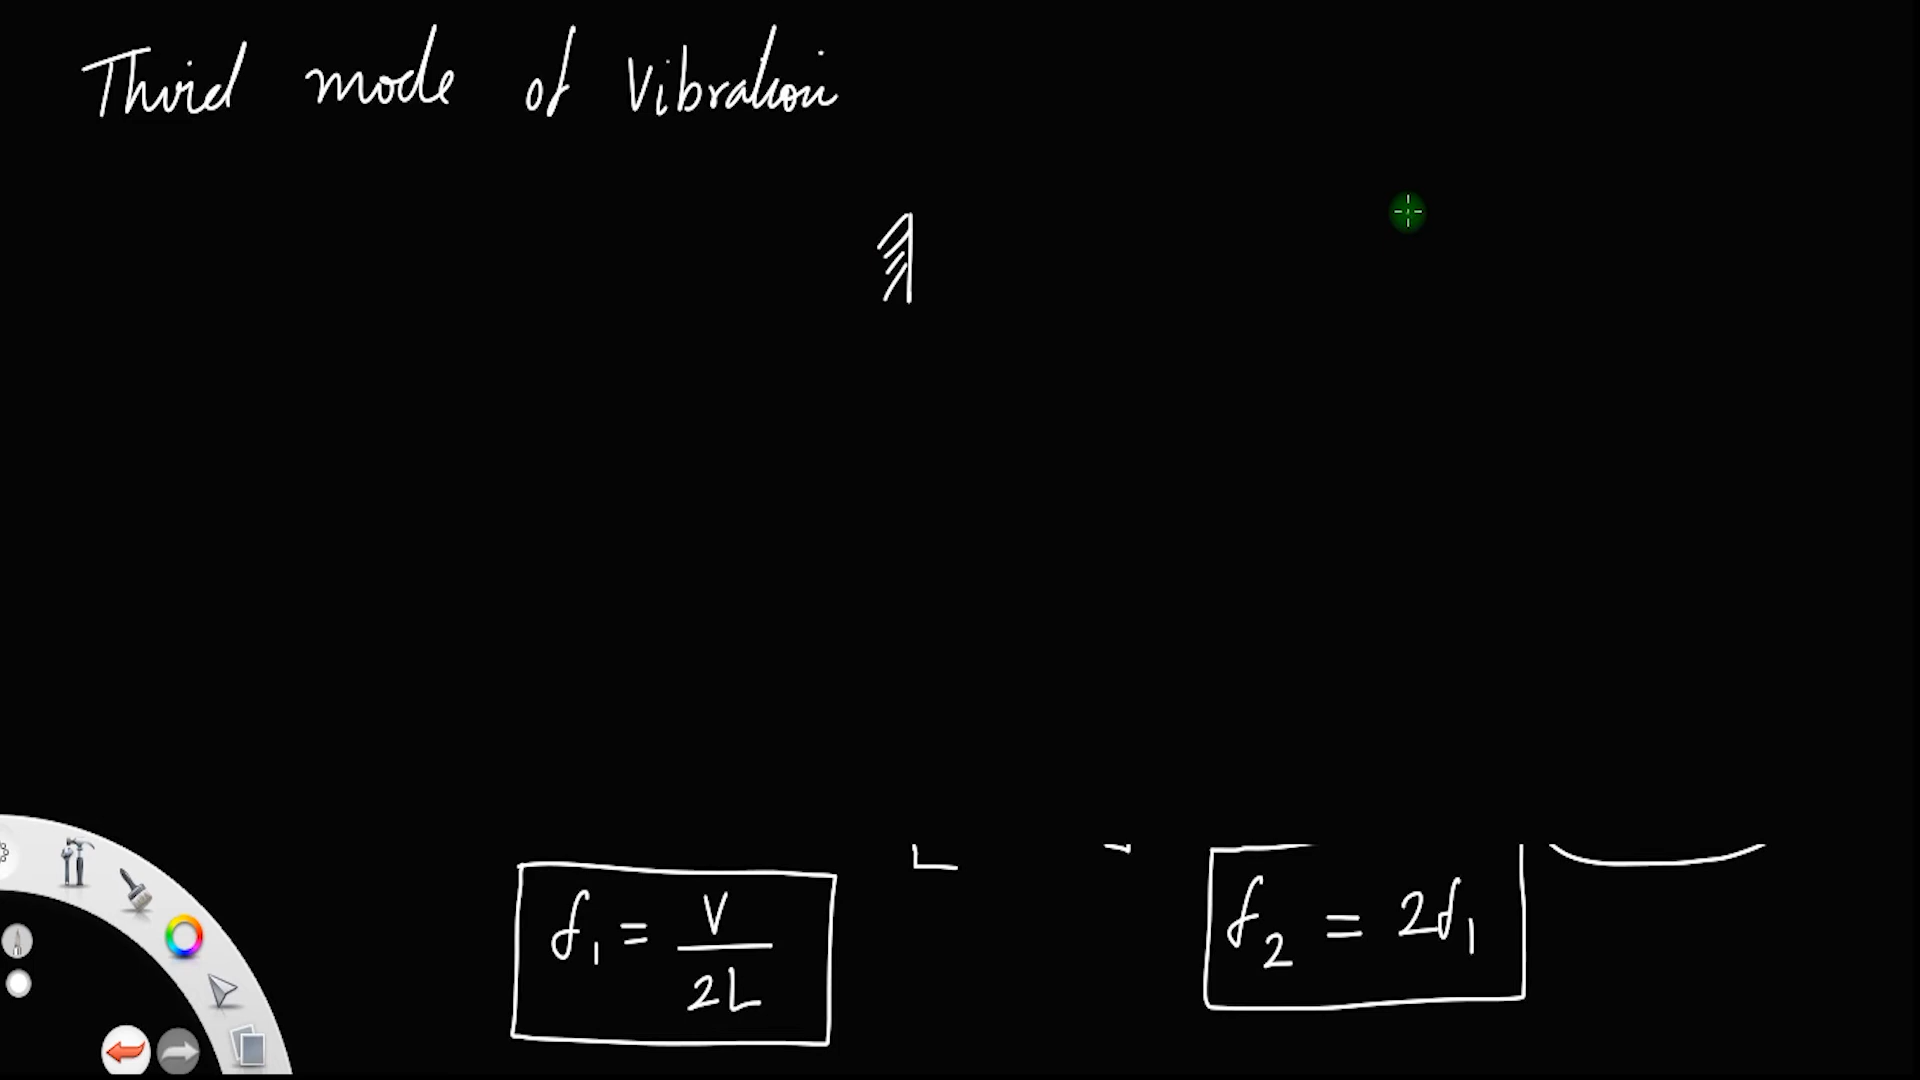 Third mode of Vibration
f₁ = V / 2L
f₂ = 2f₁